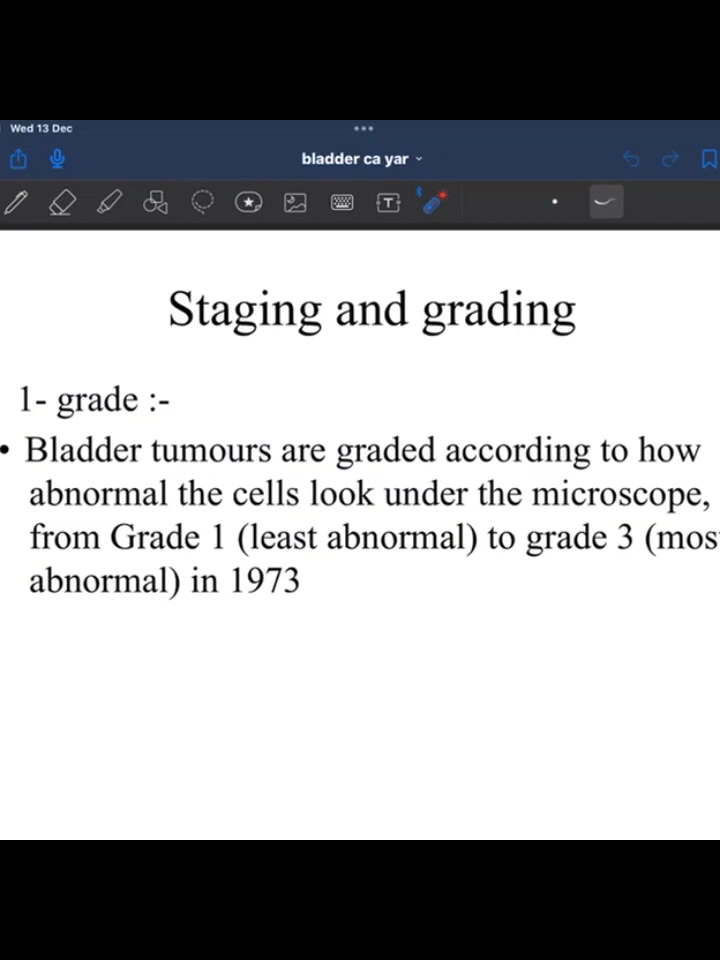 Wed 13 Dec
bladder ca yar
T
Staging and grading
1- grade :-
• Bladder tumours are graded according to how
abnormal the cells look under the microscope,
from Grade 1 (least abnormal) to grade 3 (mos
abnormal) in 1973